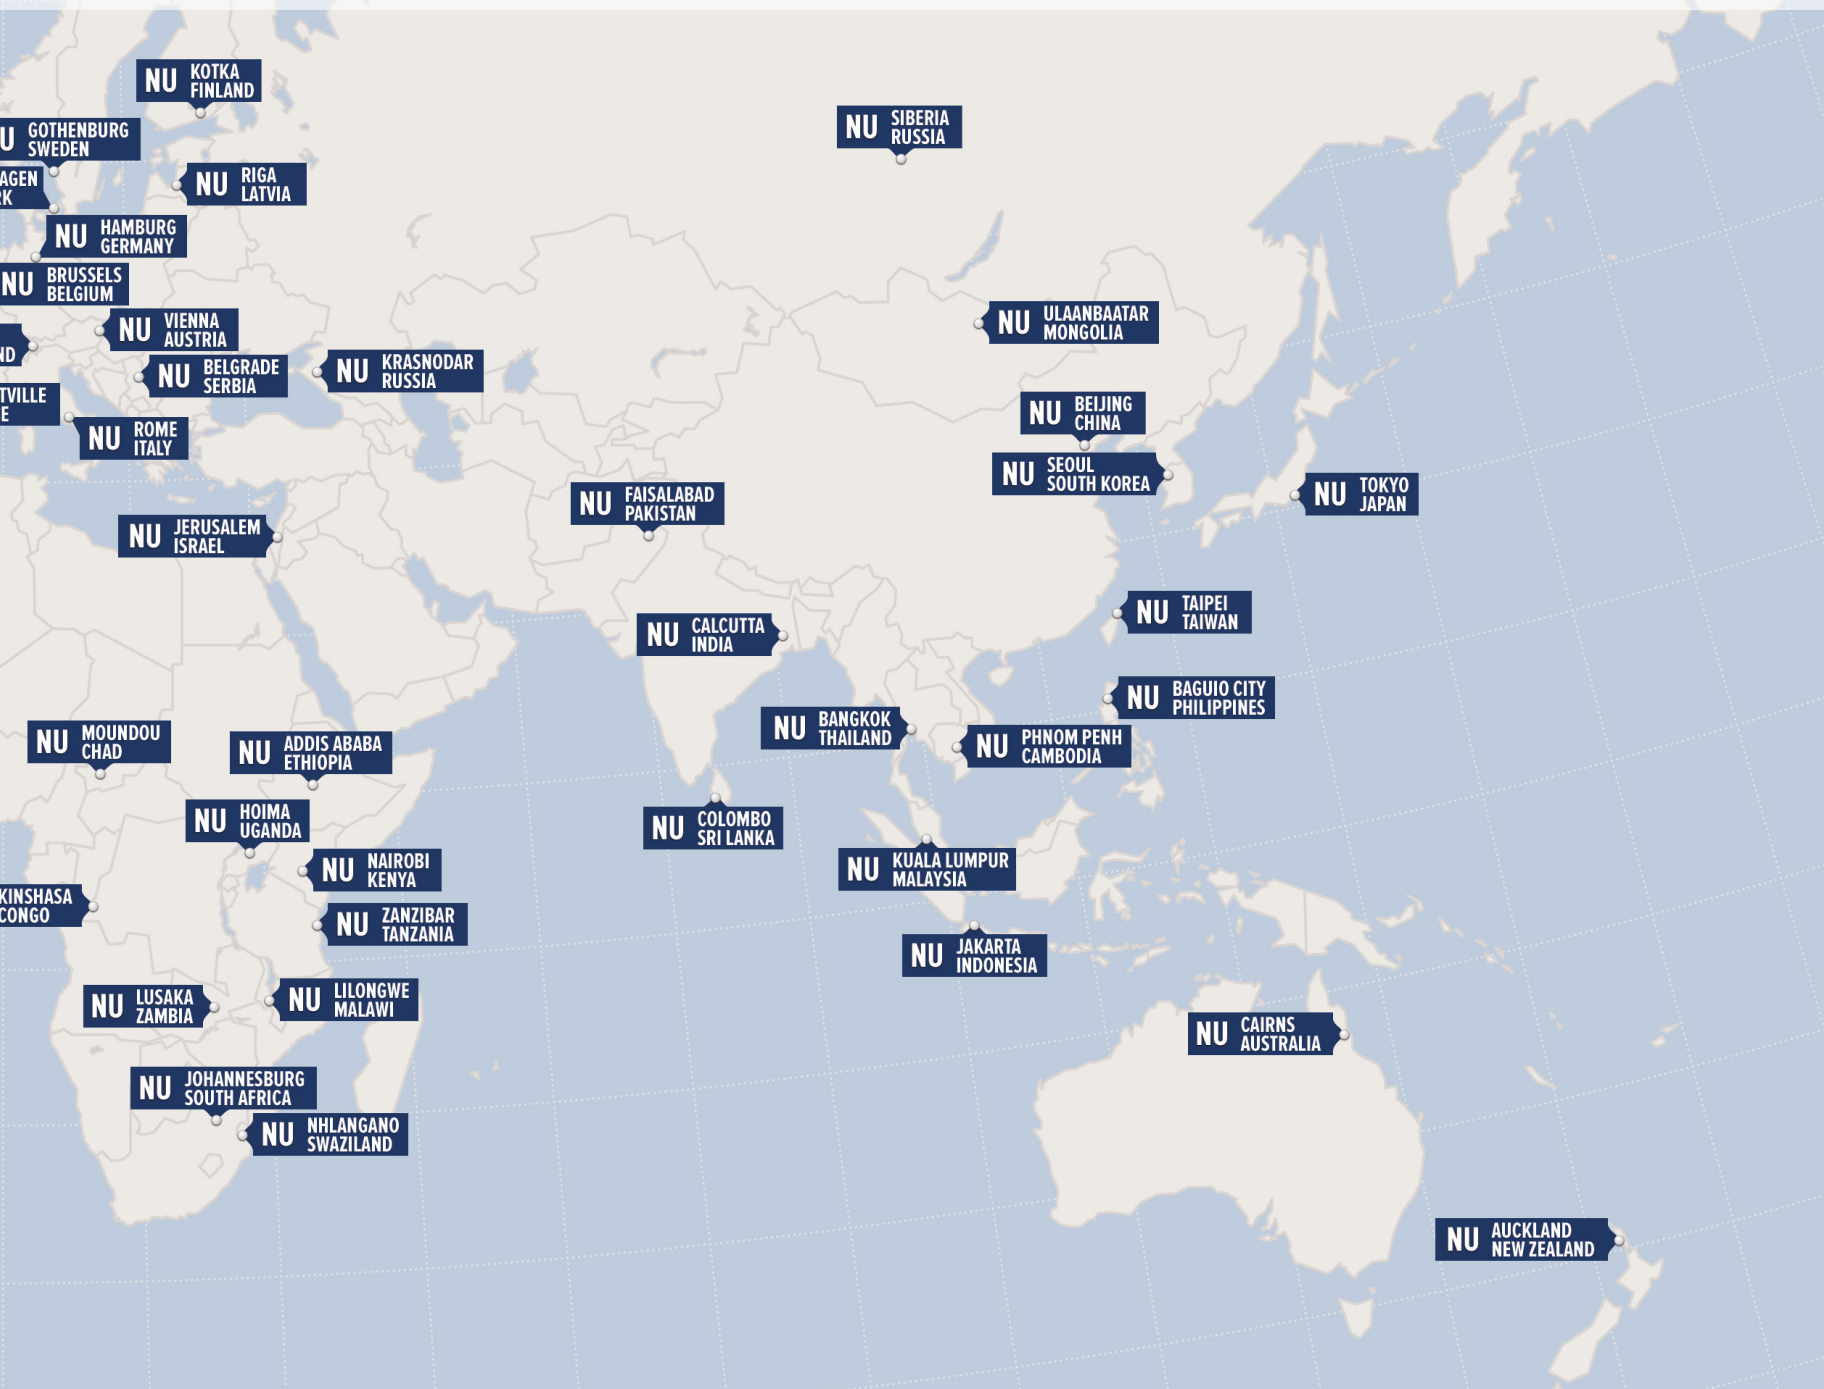 NU KOTKA
FINLAND
NU SIBERIA
RUSSIA
U GOTHENBURG
SWEDEN
AGEN
RK
NU RIGA
LATVIA
NU HAMBURG
GERMANY
NU BRUSSELS
BELGIUM
NU VIENNA
AUSTRIA
ND
NU ULAANBAATAR
MONGOLIA
NU BELGRADE
SERBIA
NU KRASNODAR
RUSSIA
TVILLE
E
NU ROME
ITALY
NU BEIJING
CHINA
NU SEOUL
SOUTH KOREA
NU TOKYO
JAPAN
NU FAISALABAD
PAKISTAN
NU JERUSALEM
ISRAEL
NU TAIPEI
TAIWAN
NU CALCUTTA
INDIA
NU BAGUIO CITY
PHILIPPINES
NU BANGKOK
THAILAND
NU PHNOM PENH
CAMBODIA
NU MOUNDOU
CHAD
NU ADDIS ABABA
ETHIOPIA
NU HOIMA
UGANDA
NU COLOMBO
SRI LANKA
NU NAIROBI
KENYA
NU KUALA LUMPUR
MALAYSIA
KINSHASA
CONGO
NU ZANZIBAR
TANZANIA
NU JAKARTA
INDONESIA
NU LUSAKA
ZAMBIA
NU LILONGWE
MALAWI
NU CAIRNS
AUSTRALIA
NU JOHANNESBURG
SOUTH AFRICA
NU NHLANGANO
SWAZILAND
NU AUCKLAND
NEW ZEALAND